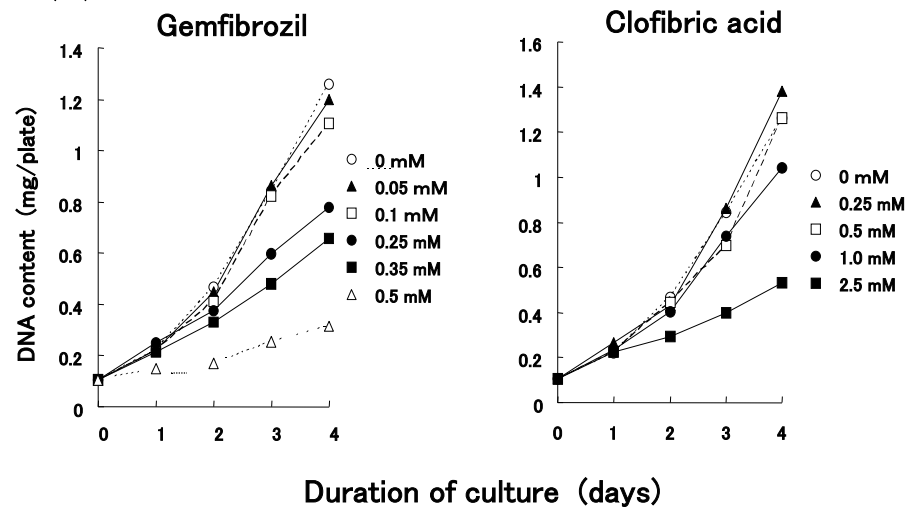 Gemfibrozil
1.4
1.2
1
0.8
0.6
0.4
0.2
0
0
1
2
3
4
DNA content (mg/plate)
0 mM
0.05 mM
0.1 mM
0.25 mM
0.35 mM
0.5 mM
Clofibric acid
1.6
1.4
1.2
1
0.8
0.6
0.4
0.2
0
0
1
2
3
4
0 mM
0.25 mM
0.5 mM
1.0 mM
2.5 mM
Duration of culture (days)